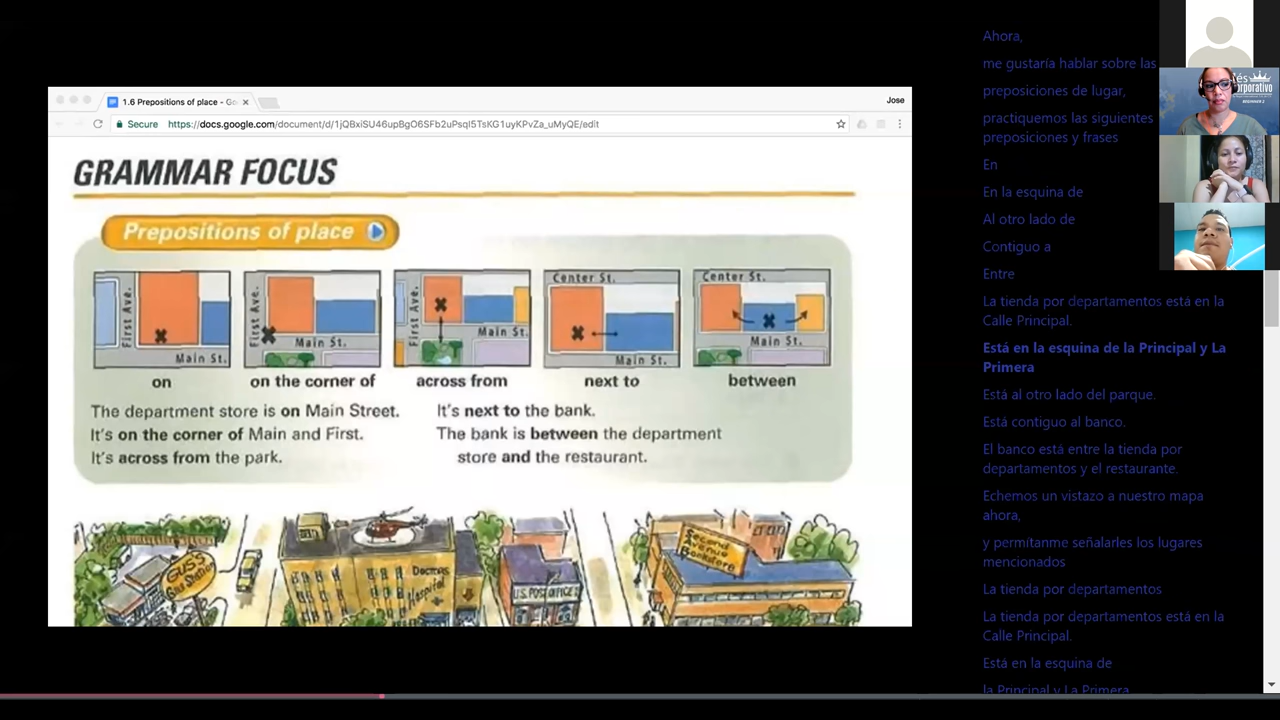 1.6 Prepositions of place - Go
Jose
Secure
https://docs.google.com/document/d/1jQBxiSU46upBgO6SFb2uPsqI5TsKG1uyKPvZa_uMyQE/edit
GRAMMAR FOCUS
Prepositions of place
First Ave.
Main St.
First Ave.
Main St.
First Ave.
Main St.
Center St.
Main St.
Center St.
Main St.
on
on the corner of
across from
next to
between
The department store is on Main Street.
It's on the corner of Main and First.
It's across from the park.
It's next to the bank.
The bank is between the department
store and the restaurant.
GUS'S
Gas Station
Doctors
Hospital
U.S. POST OFFICE
Second
Avenue
Bookstore
Ahora,
me gustaría hablar sobre las
preposiciones de lugar,
practiquemos las siguientes
preposiciones y frases
En
En la esquina de
Al otro lado de
Contiguo a
Entre
La tienda por departamentos está en la
Calle Principal.
Está en la esquina de la Principal y La
Primera
Está al otro lado del parque.
Está contiguo al banco.
El banco está entre la tienda por
departamentos y el restaurante.
Echemos un vistazo a nuestro mapa
ahora,
y permítanme señalarles los lugares
mencionados
La tienda por departamentos
La tienda por departamentos está en la
Calle Principal.
Está en la esquina de
la Principal y La Primera
BEGINNER 2